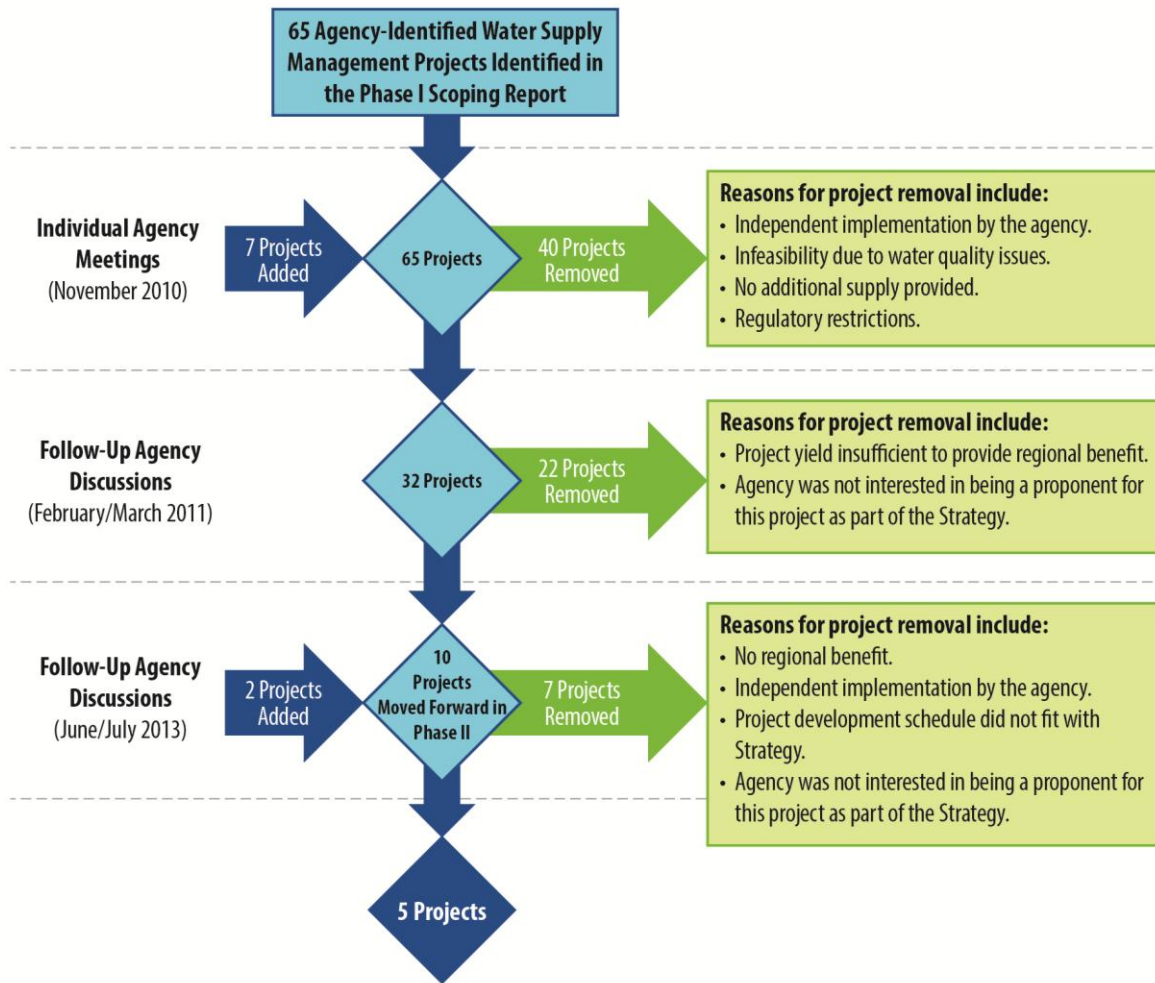 65 Agency-Identified Water Supply
Management Projects Identified in
the Phase I Scoping Report
Individual Agency
Meetings
(November 2010)
7 Projects
Added
65 Projects
40 Projects
Removed
Reasons for project removal include:
• Independent implementation by the agency.
• Infeasibility due to water quality issues.
• No additional supply provided.
• Regulatory restrictions.
Follow-Up Agency
Discussions
(February/March 2011)
32 Projects
22 Projects
Removed
Reasons for project removal include:
• Project yield insufficient to provide regional benefit.
• Agency was not interested in being a proponent for
this project as part of the Strategy.
Follow-Up Agency
Discussions
(June/July 2013)
2 Projects
Added
10
Projects
Moved Forward in
Phase II
7 Projects
Removed
Reasons for project removal include:
• No regional benefit.
• Independent implementation by the agency.
• Project development schedule did not fit with
Strategy.
• Agency was not interested in being a proponent for
this project as part of the Strategy.
5 Projects